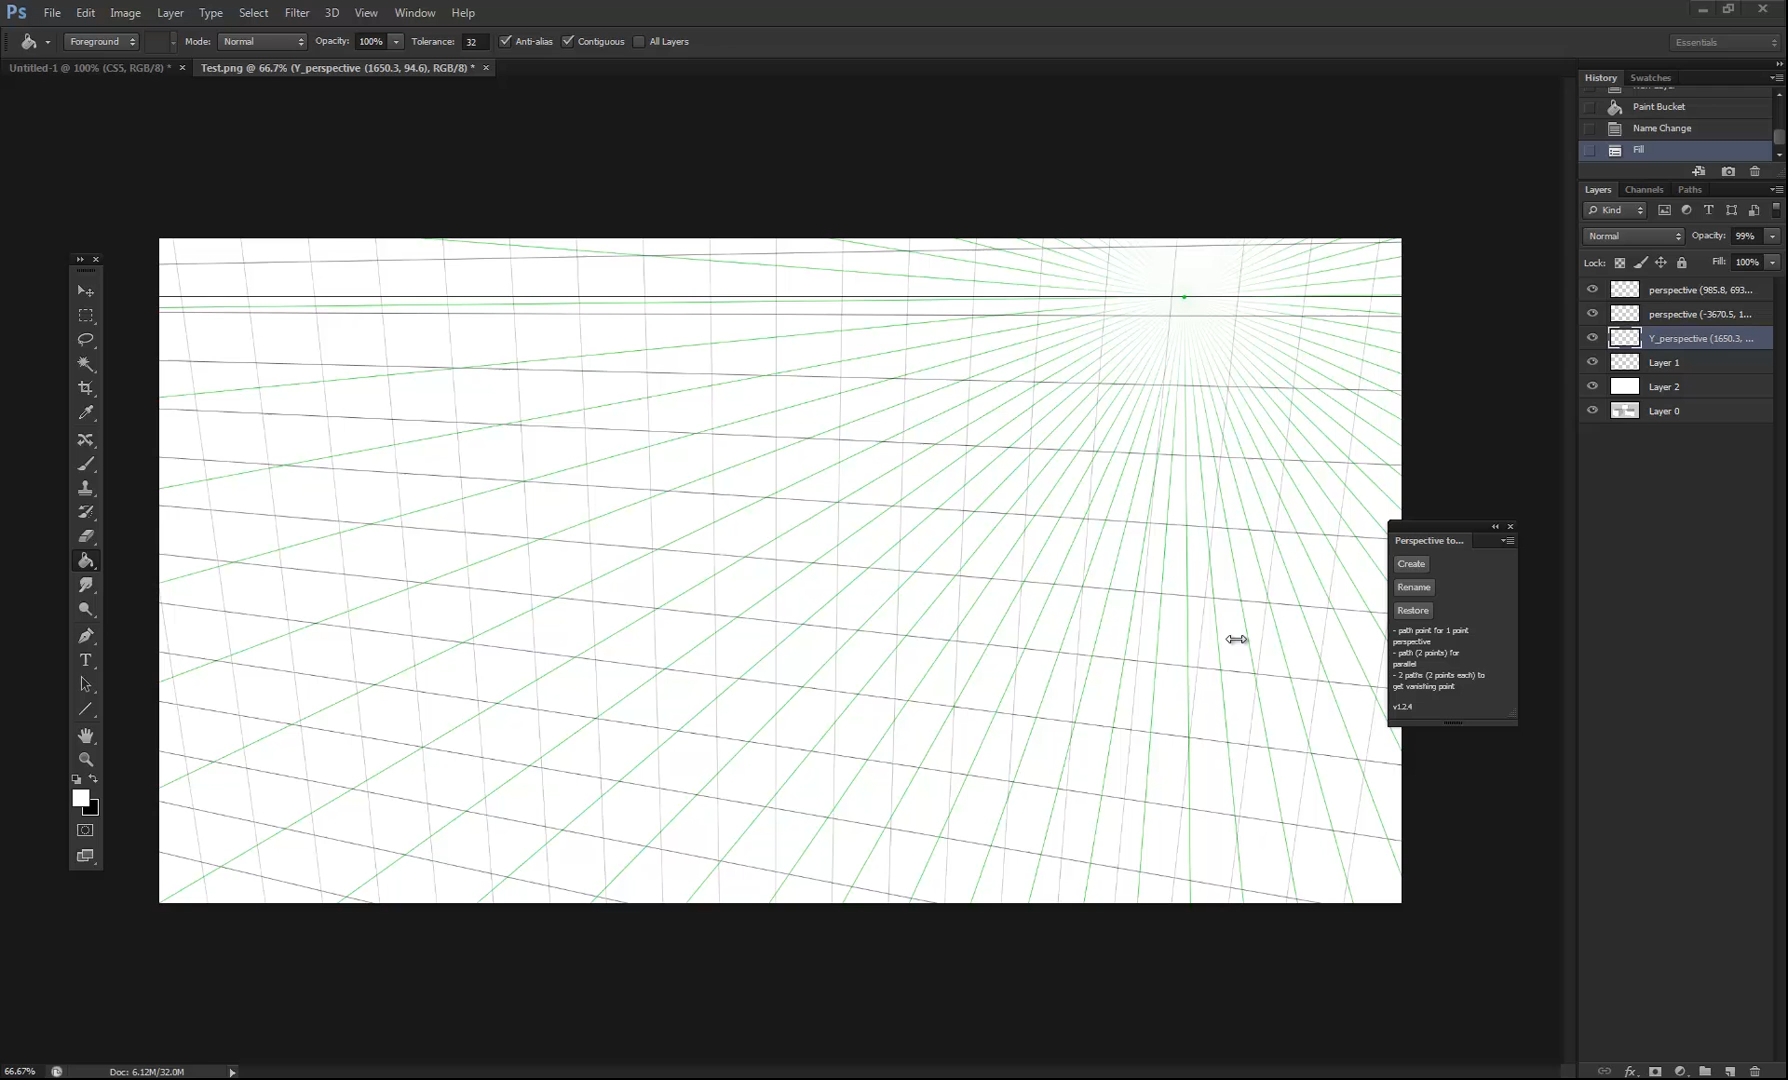 Ps File Edit Image Layer Type Select Filter 3D View Window Help
Foreground Mode: Normal Opacity: 100% Tolerance: 32 Anti-alias Contiguous All Layers Essentials
Untitled-1 @ 100% (CS5, RGB/8) * × Test.png @ 66.7% (Y_perspective (1650.3, 94.6), RGB/8) * ×
History Swatches
Paint Bucket
Name Change
Fill
Layers Channels Paths
Kind
Normal Opacity: 99%
Lock: Fill: 100%
perspective (985.8, 693...
perspective (-3670.5, 1...
Y_perspective (1650.3, ...
Layer 1
Layer 2
Layer 0
Perspective to...
Create
Rename
Restore
- path point for 1 point
perspective
- path (2 points) for
parallel
- 2 paths (2 points each) to
get vanishing point
v1.2.4
66.67% Doc: 6.12M/32.0M